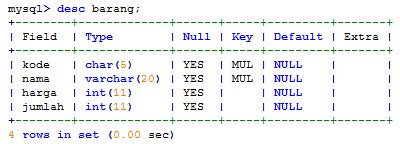 mysql> desc barang;
+--------+-------------+------+-----+---------+-------+
| Field  | Type        | Null | Key | Default | Extra |
+--------+-------------+------+-----+---------+-------+
| kode   | char(5)     | YES  | MUL | NULL    |       |
| nama   | varchar(20) | YES  | MUL | NULL    |       |
| harga  | int(11)     | YES  |     | NULL    |       |
| jumlah | int(11)     | YES  |     | NULL    |       |
+--------+-------------+------+-----+---------+-------+
4 rows in set (0.00 sec)